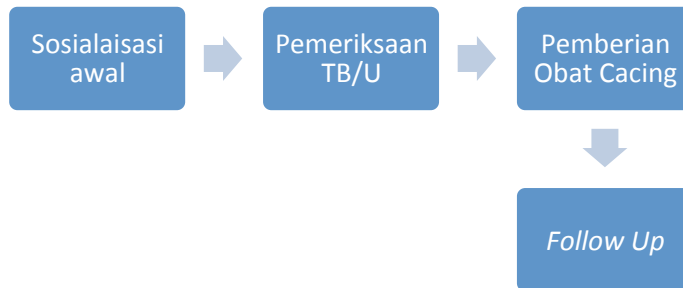 Sosialaisasi
awal
Pemeriksaan
TB/U
Pemberian
Obat Cacing
Follow Up